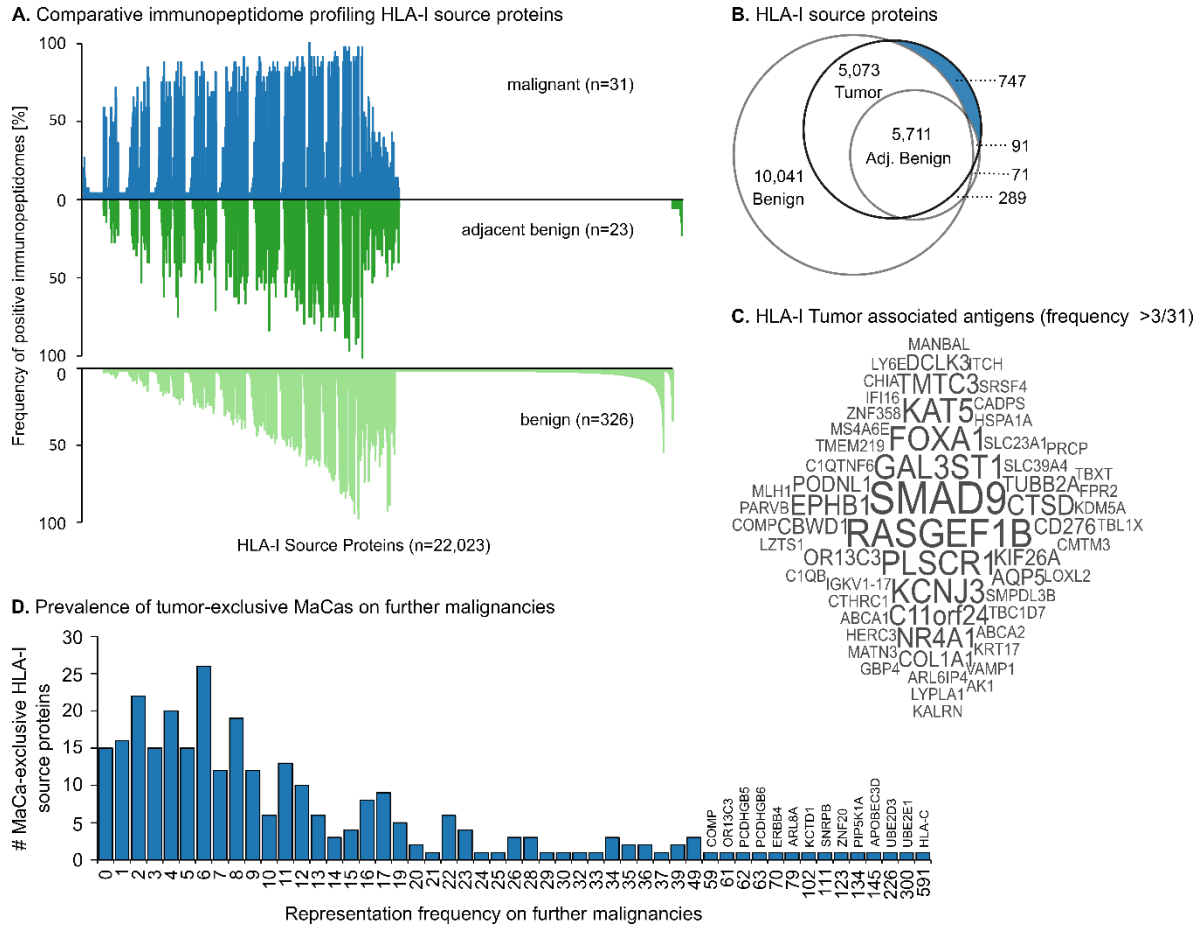 A. Comparative immunopeptidome profiling HLA-I source proteins
Frequency of positive immunopeptidomes [%]
100
50
0
50
100
0
50
100
malignant (n=31)
adjacent benign (n=23)
benign (n=326)
HLA-I Source Proteins (n=22,023)
B. HLA-I source proteins
5,073
Tumor
5,711
Adj. Benign
10,041
Benign
747
91
71
289
C. HLA-I Tumor associated antigens (frequency >3/31)
MANBAL
LY6E DCLK3 ITCH
CHIA TMTC3 SRSF4
IFI16 KAT5 CADPS
ZNF358 HSPA1A
MS4A6E FOXA1 SLC23A1 PRCP
TMEM219
C1QTNF6 GAL3ST1 SLC39A4 TBXT
MLH1 PODNL1 SMAD9 TUBB2A FPR2
PARVB EPHB1 CTSD KDM5A
COMP CBWD1 RASGEF1B CD276 TBL1X
LZTS1 CMTM3
OR13C3 PLSCR1 KIF26A
C1QB IGKV1-17 KCNJ3 AQP5 LOXL2
CTHRC1 SMPDL3B
ABCA1 C11orf24 TBC1D7
HERC3 NR4A1 ABCA2
MATN3 KRT17
GBP4 COL1A1 VAMP1
ARL6IP4 AK1
LYPLA1
KALRN
D. Prevalence of tumor-exclusive MaCas on further malignancies
# MaCa-exclusive HLA-I
source proteins
30
25
20
15
10
5
0
COMP
OR13C3
PCDHGB5
PCDHGB6
ERBB4
ARL8A
KCTD1
SNRPB
ZNF20
PIP5K1A
APOBEC3D
UBE2D3
UBE2E1
HLA-C
0 1 2 3 4 5 6 7 8 9 10 11 12 13 14 15 16 17 19 20 21 22 23 24 25 26 28 29 30 32 33 34 35 36 37 39 49 59 61 62 63 70 79 102 111 123 134 145 226 300 591
Representation frequency on further malignancies